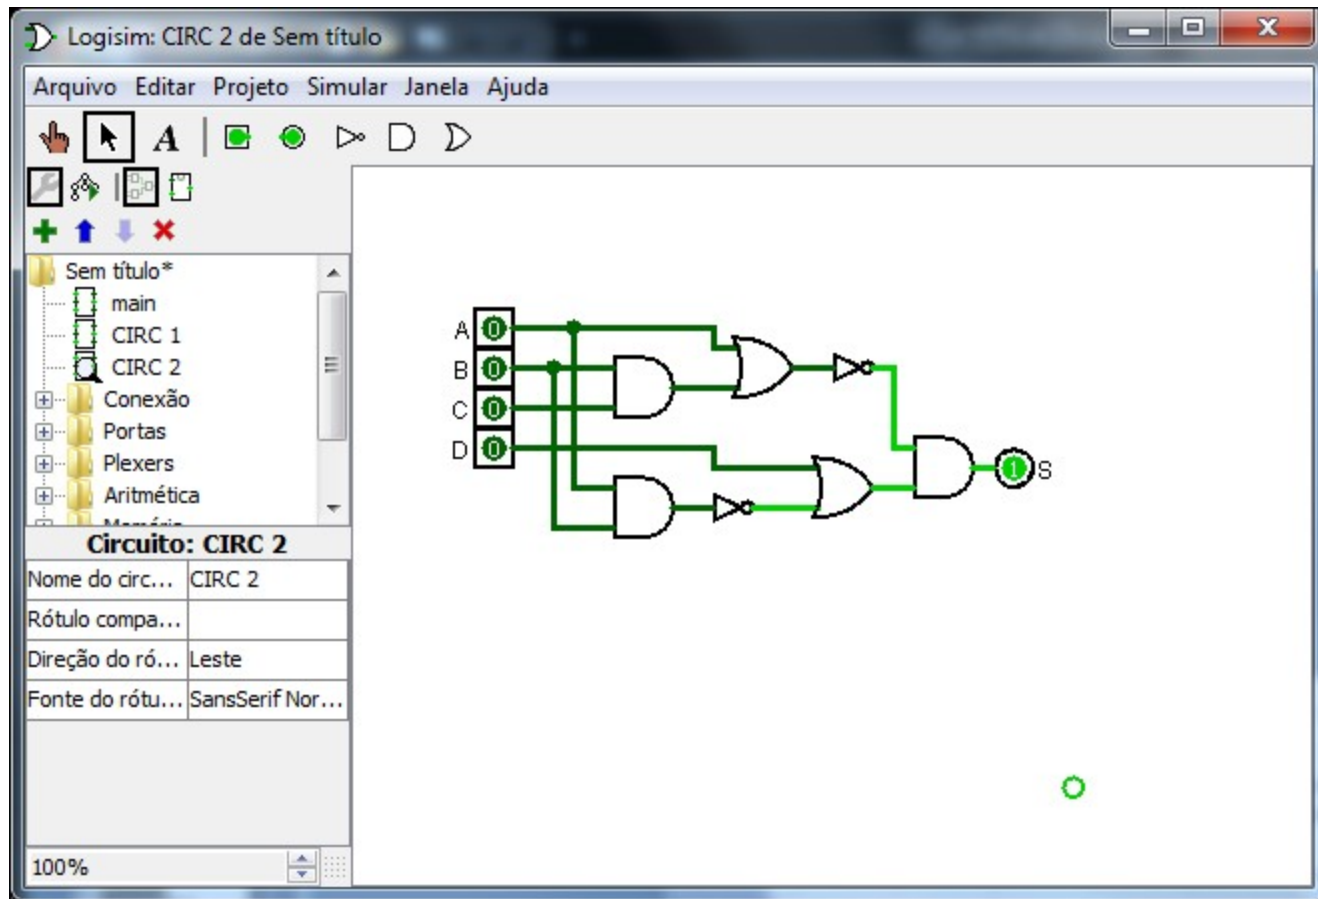 Logisim: CIRC 2 de Sem título
Arquivo Editar Projeto Simular Janela Ajuda
A
Sem título*
main
CIRC 1
CIRC 2
Conexão
Portas
Plexers
Aritmética
Circuito: CIRC 2
Nome do circ... CIRC 2
Rótulo compa...
Direção do ró... Leste
Fonte do rótu... SansSerif Nor...
100%
A 0
B 0
C 0
D 0
1 S